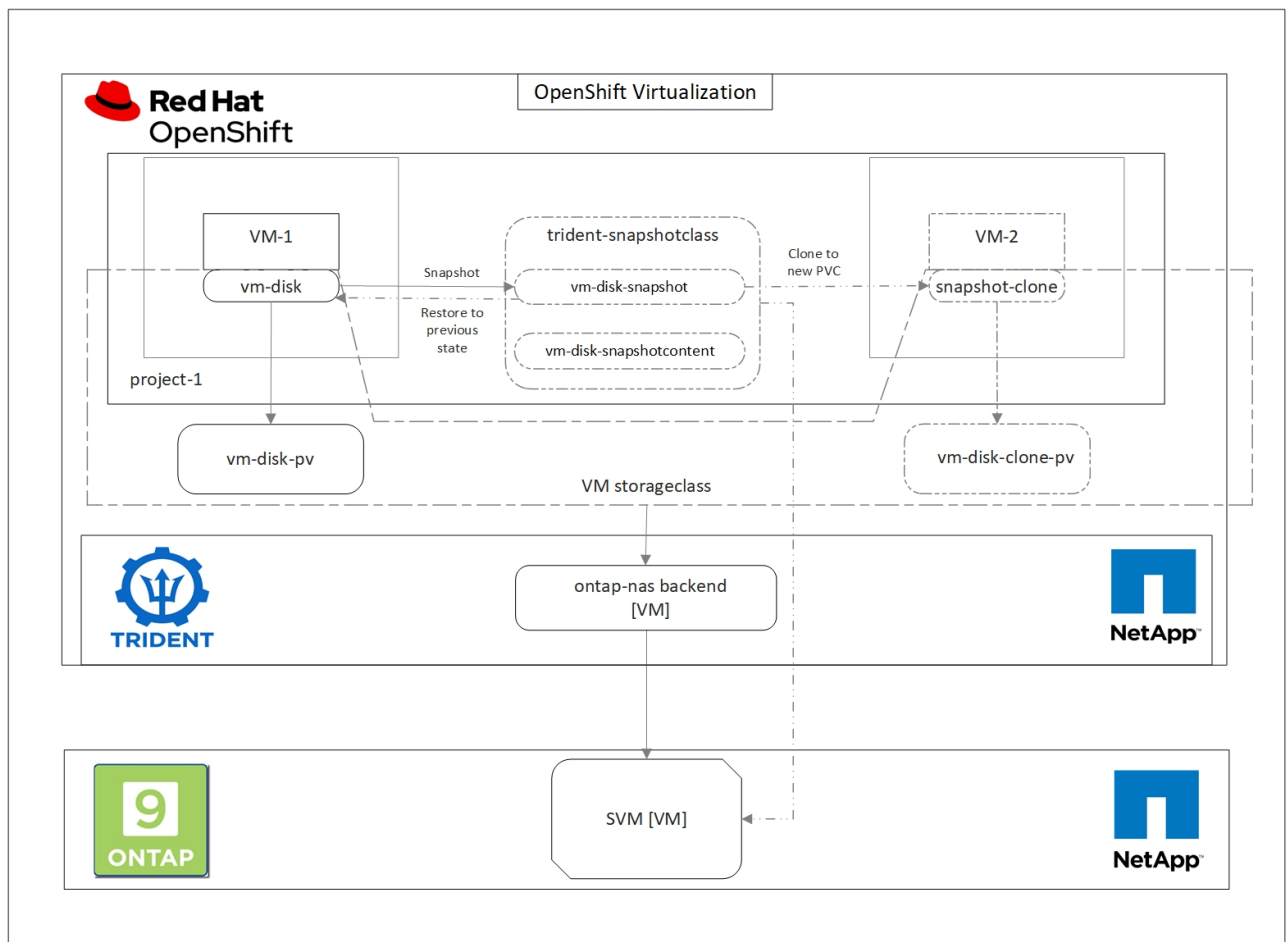 OpenShift Virtualization
Red Hat
OpenShift
VM-1
vm-disk
Snapshot
Restore to
previous
state
trident-snapshotclass
vm-disk-snapshot
vm-disk-snapshotcontent
Clone to
new PVC
VM-2
snapshot-clone
project-1
vm-disk-pv
vm-disk-clone-pv
VM storageclass
TRIDENT
ontap-nas backend
[VM]
NetApp™
9
ONTAP
SVM [VM]
NetApp™